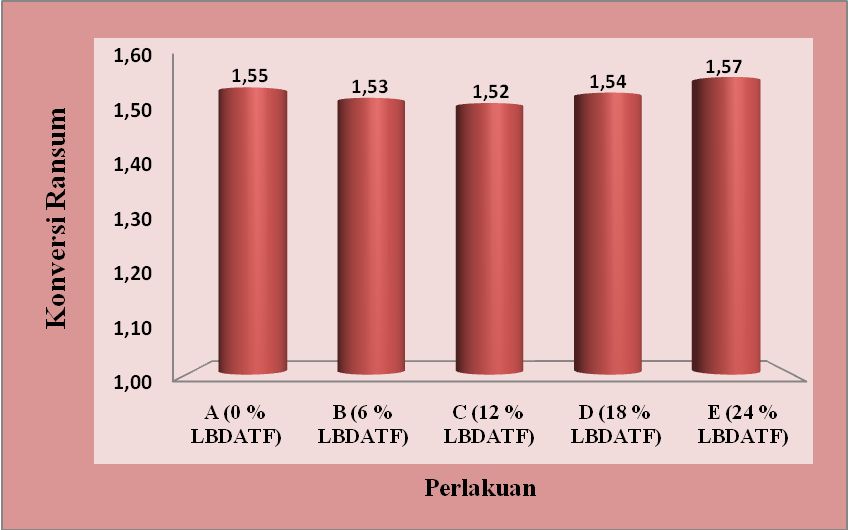 Konversi Ransum
1,60
1,50
1,40
1,30
1,20
1,10
1,00
1,55
1,53
1,52
1,54
1,57
A (0 %
LBDATF)
B (6 %
LBDATF)
C (12 %
LBDATF)
D (18 %
LBDATF)
E (24 %
LBDATF)
Perlakuan